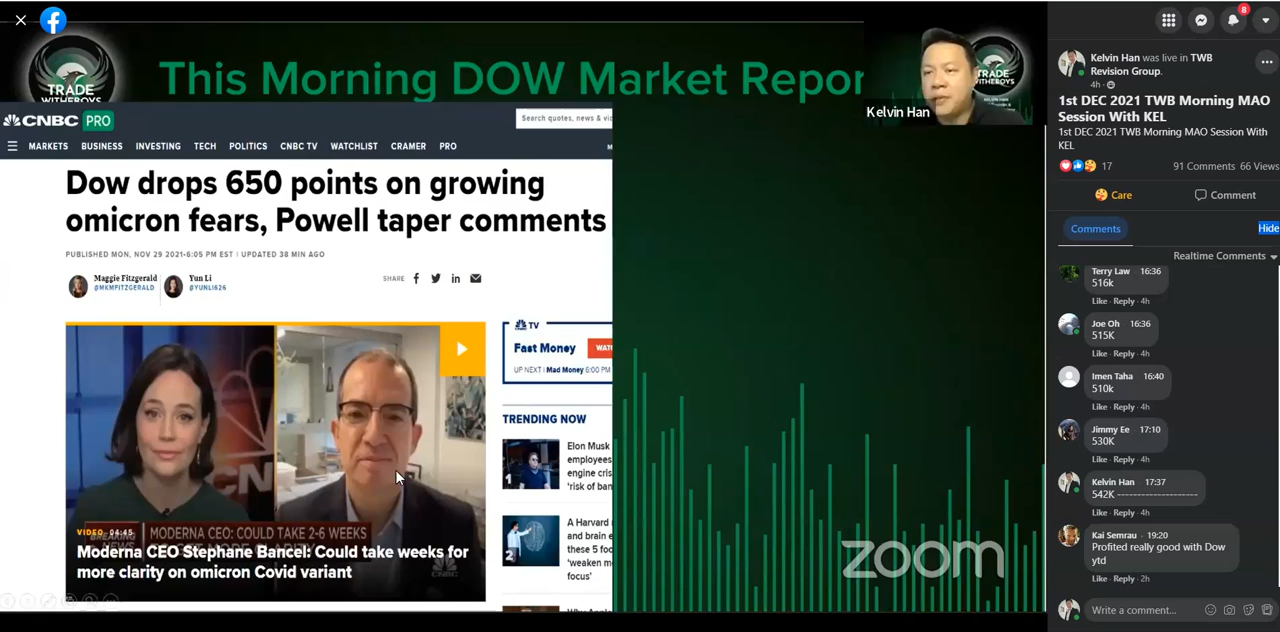 TRADE
WITHEBOYS
This Morning DOW Market Repor
TRADE
WITHEBOYS
Kelvin Han
CNBC PRO
Search quotes, news & vi
MARKETS BUSINESS INVESTING TECH POLITICS CNBC TV WATCHLIST CRAMER PRO
Dow drops 650 points on growing
omicron fears, Powell taper comments
PUBLISHED MON, NOV 29 2021-6:05 PM EST | UPDATED 38 MIN AGO
Maggie Fitzgerald
@MKMFITZGERALD
Yun Li
@YUNLI626
SHARE
TV
Fast Money
WAT
UP NEXT | Mad Money 6:00 PM
TRENDING NOW
1
Elon Musk
employees
engine cris
'risk of ban
2
A Harvard
and brain e
these 5 foo
'weaken m
focus'
MODERNA CEO: COULD TAKE 2-6 WEEKS
VIDEO 04:45
Moderna CEO Stephane Bancel: Could take weeks for
more clarity on omicron Covid variant
CNBC
zoom
8
Kelvin Han was live in TWB
Revision Group.
4h
1st DEC 2021 TWB Morning MAO
Session With KEL
1st DEC 2021 TWB Morning MAO Session With
KEL
17
91 Comments 66 Views
Care
Comment
Comments
Hide
Realtime Comments
Terry Law 16:36
516k
Like · Reply · 4h
Joe Oh 16:36
515K
Like · Reply · 4h
Imen Taha 16:40
510k
Like · Reply · 4h
Jimmy Ee 17:10
530K
Like · Reply · 4h
Kelvin Han 17:37
542K --------------------
Like · Reply · 4h
Kai Semrau 19:20
Profited really good with Dow
ytd
Like · Reply · 2h
Write a comment...